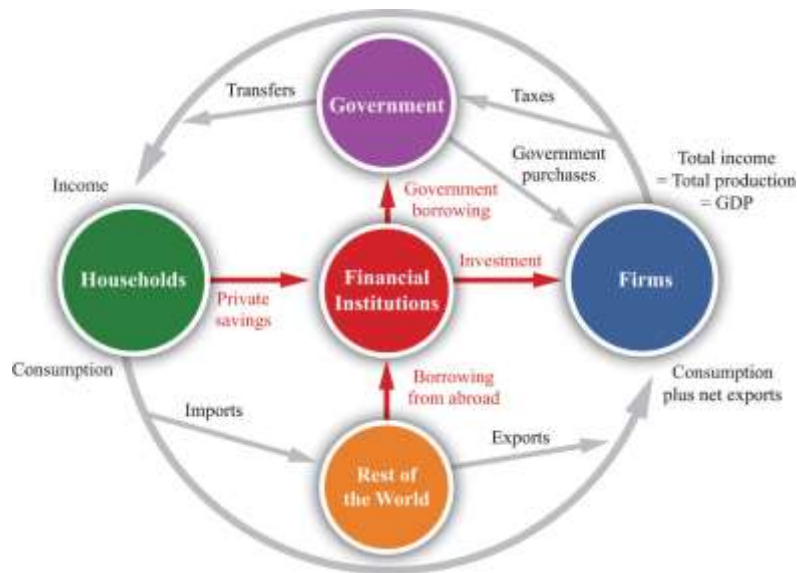 Transfers
Government
Taxes
Government
purchases
Total income
= Total production
= GDP
Income
Government
borrowing
Households
Financial
Institutions
Investment
Firms
Private
savings
Consumption
Borrowing
from abroad
Consumption
plus net exports
Imports
Exports
Rest of
the World